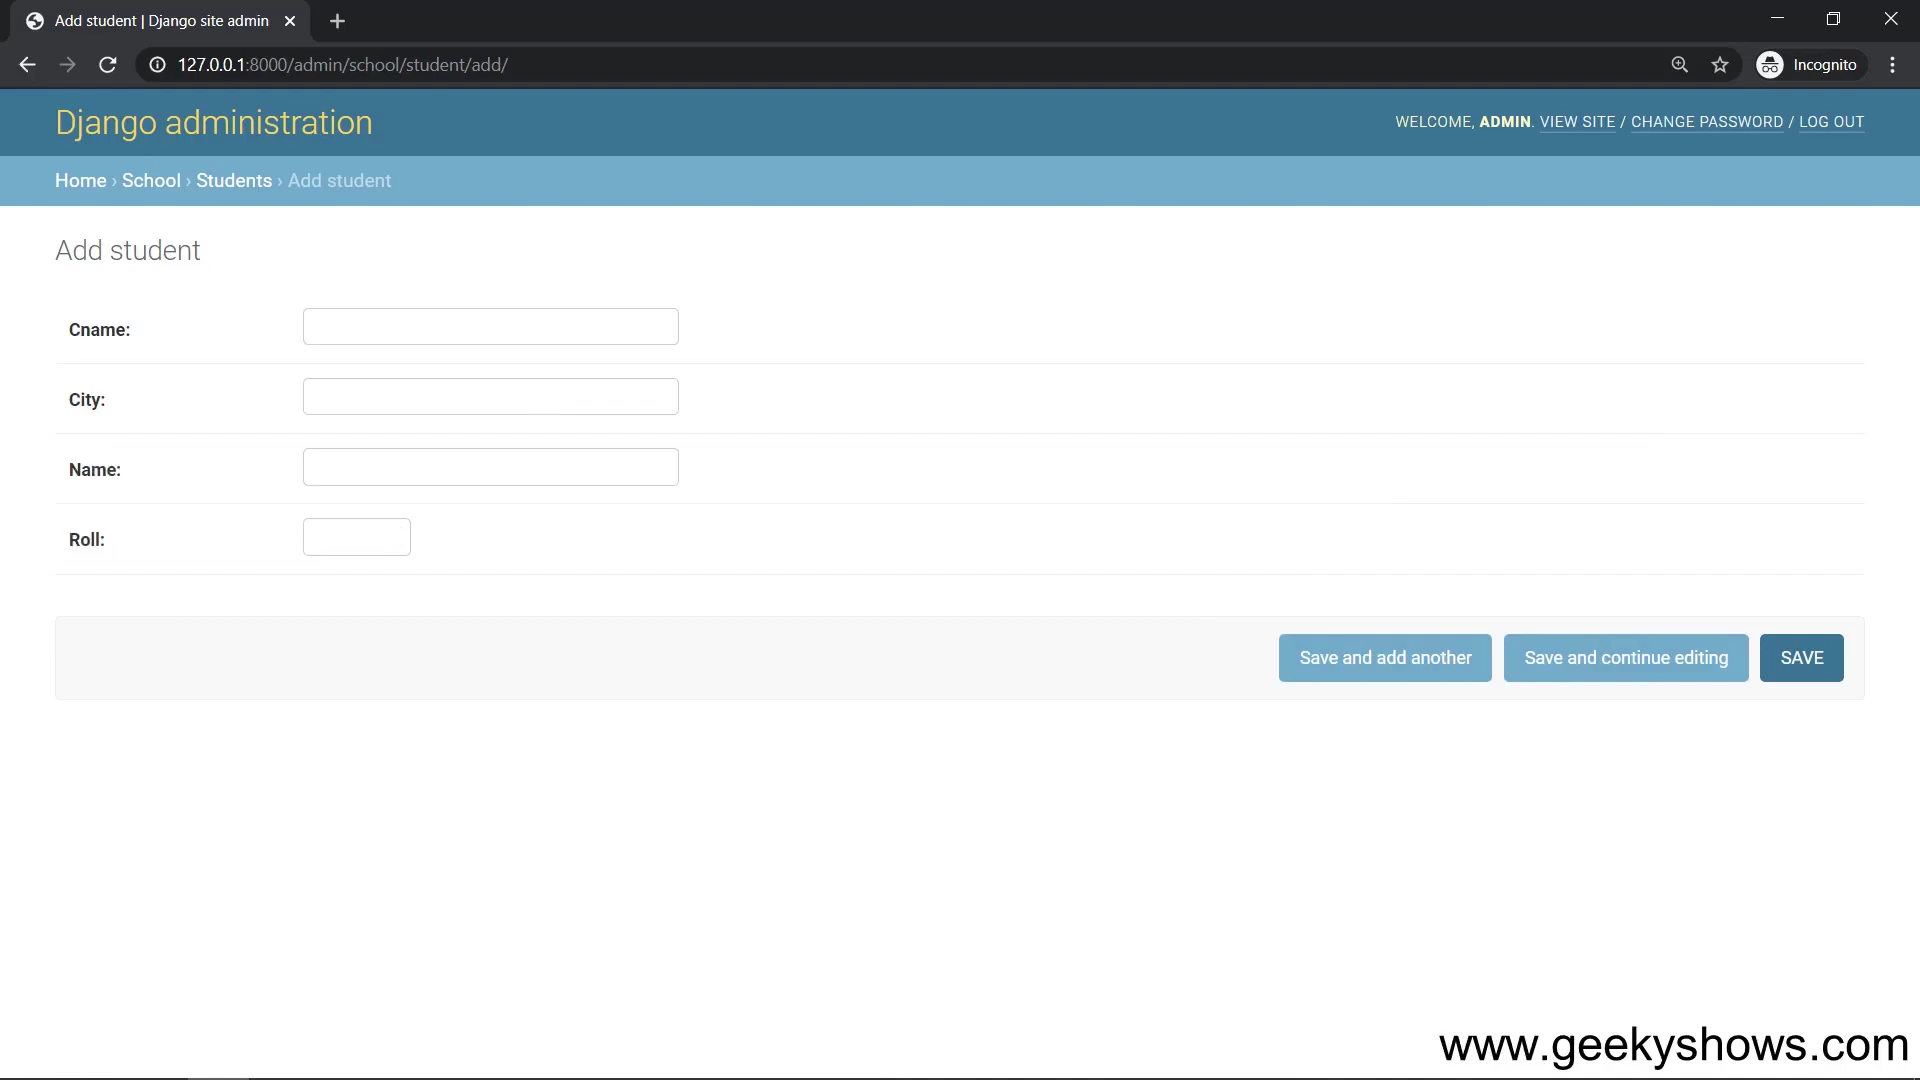 Add student | Django site admin
127.0.0.1:8000/admin/school/student/add/
Incognito
Django administration
WELCOME, ADMIN. VIEW SITE / CHANGE PASSWORD / LOG OUT
Home › School › Students › Add student
Add student
Cname:
City:
Name:
Roll:
Save and add another
Save and continue editing
SAVE
www.geekyshows.com